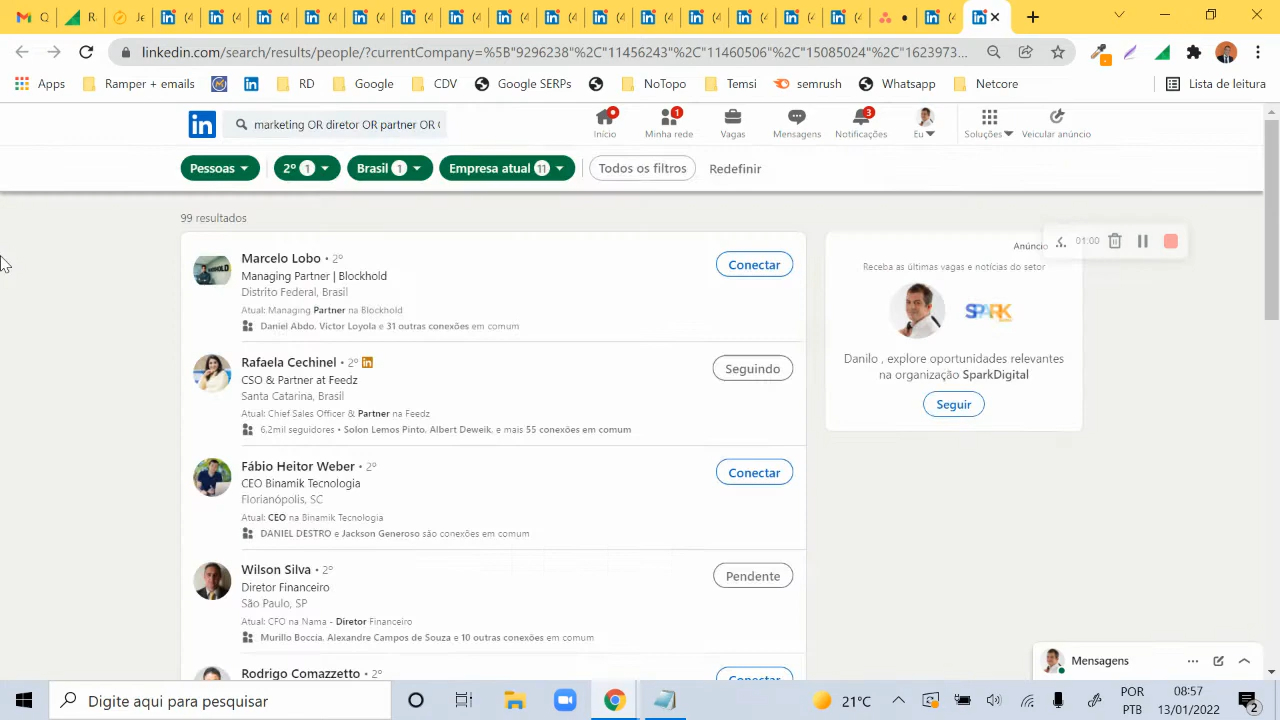 linkedin.com/search/results/people/?currentCompany=%5B"9296238"%2C"11456243"%2C"11460506"%2C"15085024"%2C"1623973...
Apps Ramper + emails RD Google CDV Google SERPs NoTopo Temsi semrush Whatsapp Netcore Lista de leitura
in marketing OR diretor OR partner OR
Início Minha rede 1 Vagas Mensagens Notificações 3 Eu Soluções Veicular anúncio
Pessoas 2º 1 Brasil 1 Empresa atual 11 Todos os filtros Redefinir
99 resultados
Marcelo Lobo • 2º
Managing Partner | Blockhold
Distrito Federal, Brasil
Atual: Managing Partner na Blockhold
Daniel Abdo, Victor Loyola e 31 outras conexões em comum
Conectar
Rafaela Cechinel • 2º in
CSO & Partner at Feedz
Santa Catarina, Brasil
Atual: Chief Sales Officer & Partner na Feedz
6,2mil seguidores • Solon Lemos Pinto, Albert Deweik, e mais 55 conexões em comum
Seguindo
Fábio Heitor Weber • 2º
CEO Binamik Tecnologia
Florianópolis, SC
Atual: CEO na Binamik Tecnologia
DANIEL DESTRO e Jackson Generoso são conexões em comum
Conectar
Wilson Silva • 2º
Diretor Financeiro
São Paulo, SP
Atual: CFO na Nama - Diretor Financeiro
Murillo Boccia, Alexandre Campos de Souza e 10 outras conexões em comum
Pendente
Rodrigo Comazzetto • 2º
Conectar
Anúncio
01:00
Receba as últimas vagas e notícias do setor
SPARK
Danilo , explore oportunidades relevantes
na organização SparkDigital
Seguir
Mensagens
Digite aqui para pesquisar
21°C
POR
PTB
08:57
13/01/2022
2